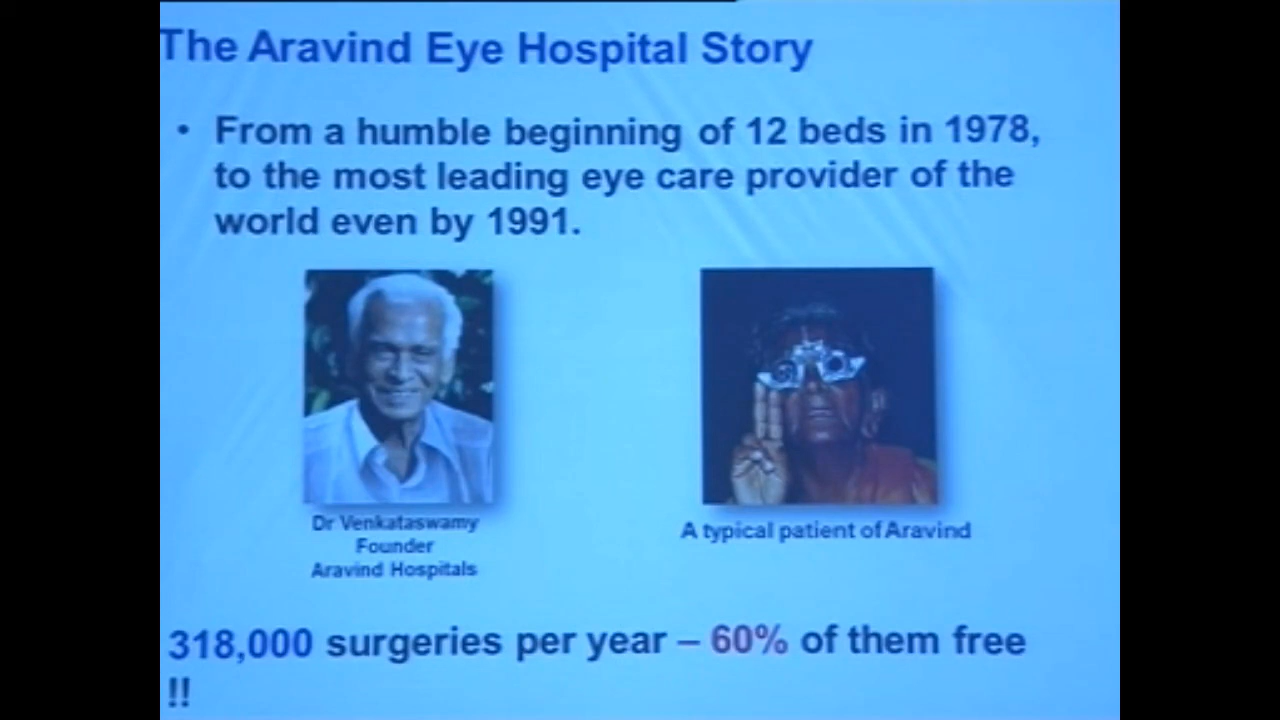 The Aravind Eye Hospital Story
• From a humble beginning of 12 beds in 1978,
to the most leading eye care provider of the
world even by 1991.
Dr Venkataswamy
Founder
Aravind Hospitals
A typical patient of Aravind
318,000 surgeries per year – 60% of them free
!!